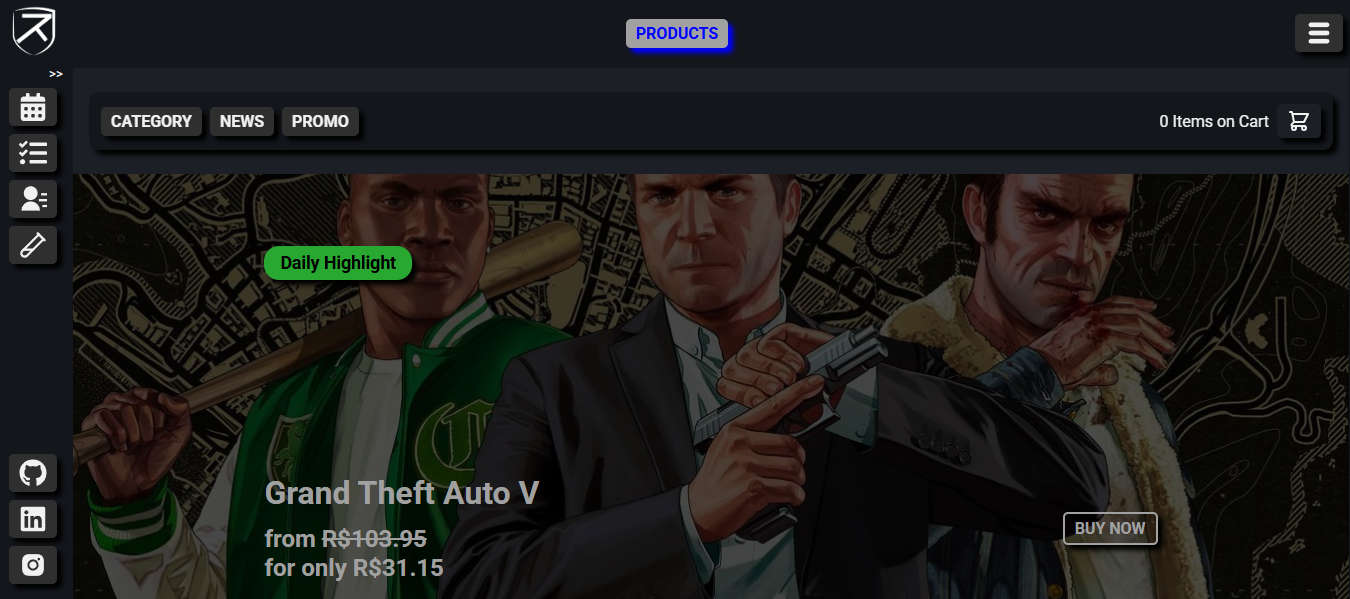 PRODUCTS
>>
CATEGORY NEWS PROMO 0 Items on Cart
Daily Highlight
Grand Theft Auto V
from R$103.95
for only R$31.15
BUY NOW